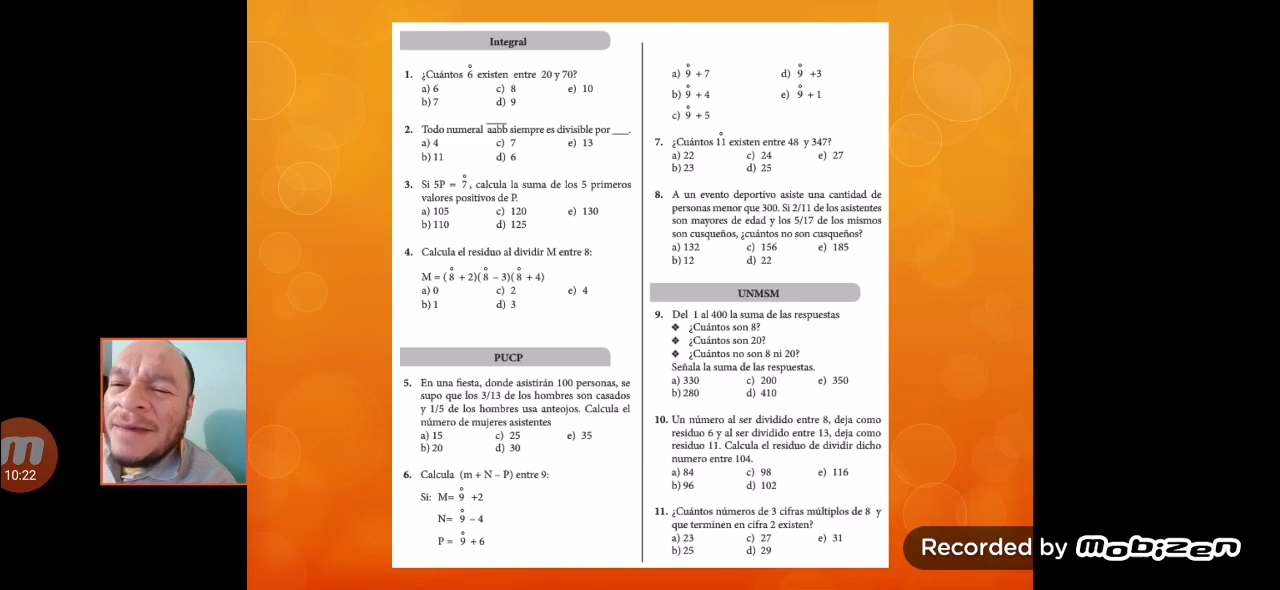 Integral
1. ¿Cuántos 6̊ existen entre 20 y 70?
a) 6 c) 8 e) 10
b) 7 d) 9
2. Todo numeral a̅a̅b̅b̅ siempre es divisible por ___.
a) 4 c) 7 e) 13
b) 11 d) 6
3. Si 5P = 7̊, calcula la suma de los 5 primeros
valores positivos de P.
a) 105 c) 120 e) 130
b) 110 d) 125
4. Calcula el residuo al dividir M entre 8:
M = (8̊ + 2)(8̊ – 3)(8̊ + 4)
a) 0 c) 2 e) 4
b) 1 d) 3
PUCP
5. En una fiesta, donde asistirán 100 personas, se
supo que los 3/13 de los hombres son casados
y 1/5 de los hombres usa anteojos. Calcula el
número de mujeres asistentes
a) 15 c) 25 e) 35
b) 20 d) 30
6. Calcula (m + N – P) entre 9:
Si: M= 9̊ +2
N= 9̊ – 4
P = 9̊ + 6
a) 9̊ + 7 d) 9̊ +3
b) 9̊ + 4 e) 9̊ + 1
c) 9̊ + 5
7. ¿Cuántos 11̊ existen entre 48 y 347?
a) 22 c) 24 e) 27
b) 23 d) 25
8. A un evento deportivo asiste una cantidad de
personas menor que 300. Si 2/11 de los asistentes
son mayores de edad y los 5/17 de los mismos
son cusqueños, ¿cuántos no son cusqueños?
a) 132 c) 156 e) 185
b) 12 d) 22
UNMSM
9. Del 1 al 400 la suma de las respuestas
❖ ¿Cuántos son 8?
❖ ¿Cuántos son 20?
❖ ¿Cuántos no son 8 ni 20?
Señala la suma de las respuestas.
a) 330 c) 200 e) 350
b) 280 d) 410
10. Un número al ser dividido entre 8, deja como
residuo 6 y al ser dividido entre 13, deja como
residuo 11. Calcula el residuo de dividir dicho
numero entre 104.
a) 84 c) 98 e) 116
b) 96 d) 102
11. ¿Cuántos números de 3 cifras múltiplos de 8 y
que terminen en cifra 2 existen?
a) 23 c) 27 e) 31
b) 25 d) 29
m
10:22
Recorded by mobizen